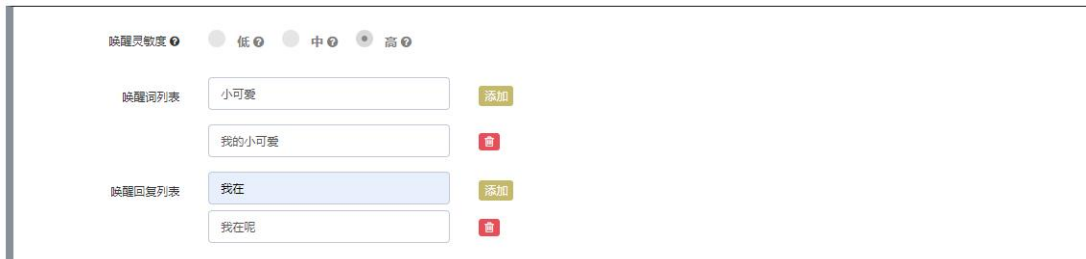 唤醒灵敏度 低 中 高
唤醒词列表 小可爱 添加
我的小可爱
唤醒回复列表 我在 添加
我在呢